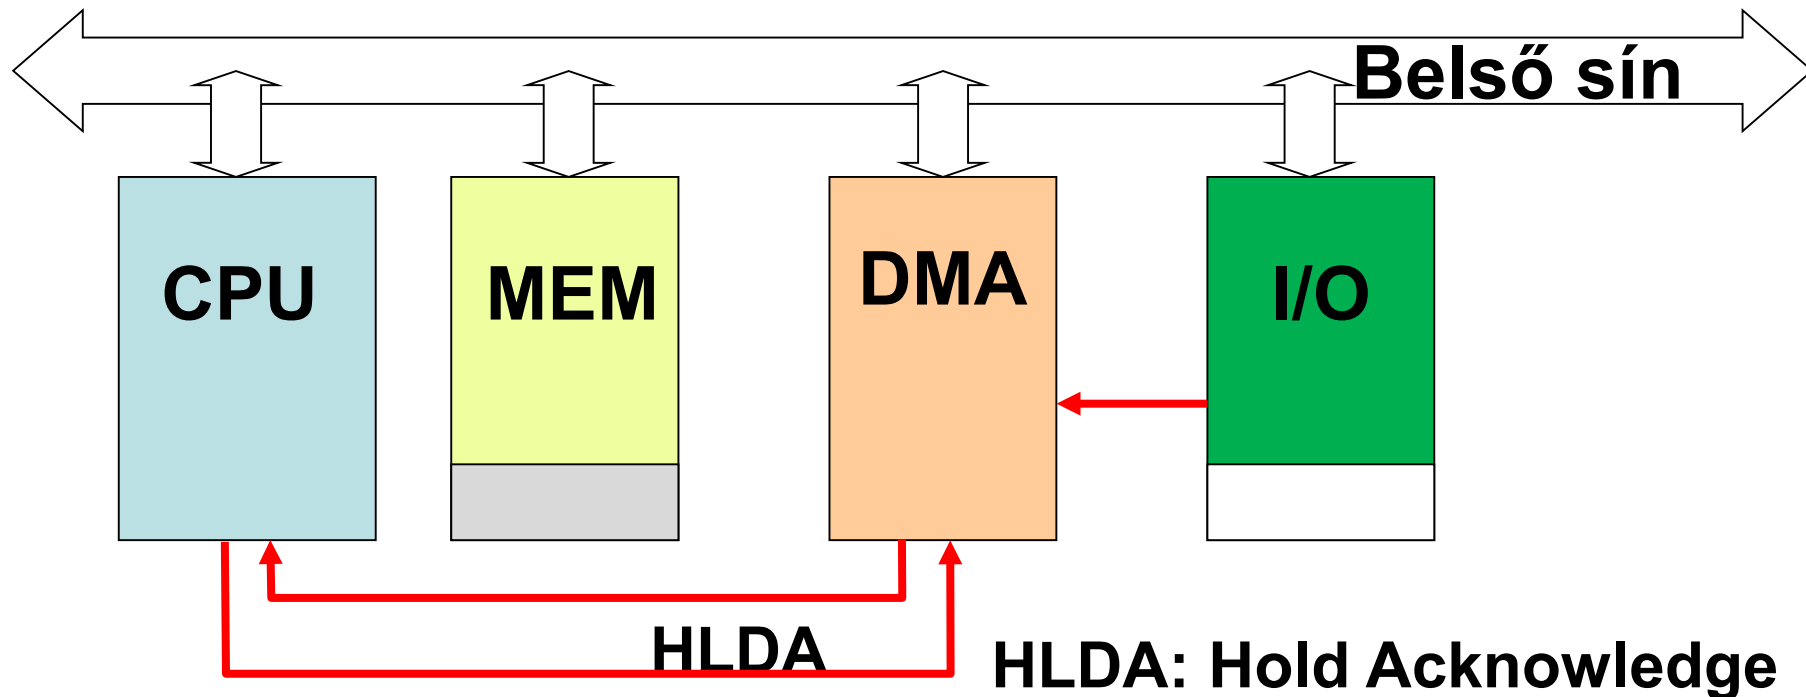 Belső sín
CPU
MEM
DMA
I/O
HLDA
HLDA: Hold Acknowledge